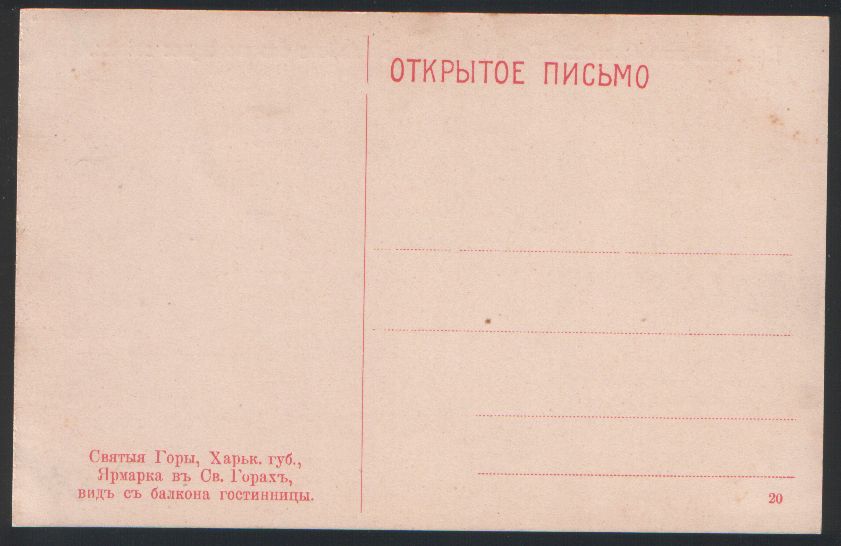 ОТКРЫТОЕ ПИСЬМО
Святыя Горы, Харьк. губ.,
Ярмарка въ Св. Горахъ,
видъ съ балкона гостинницы.
20